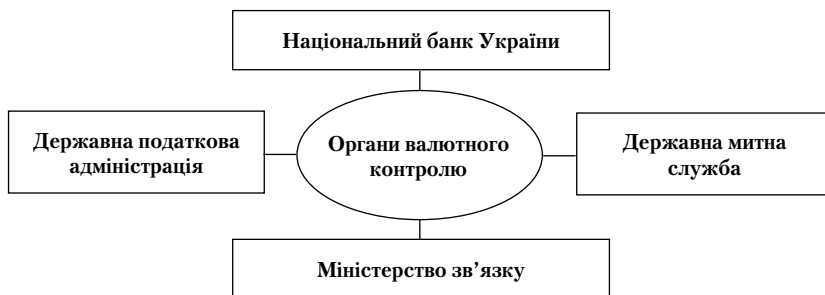 Національний банк України
Державна податкова
адміністрація
Органи валютного
контролю
Державна митна
служба
Міністерство зв’язку